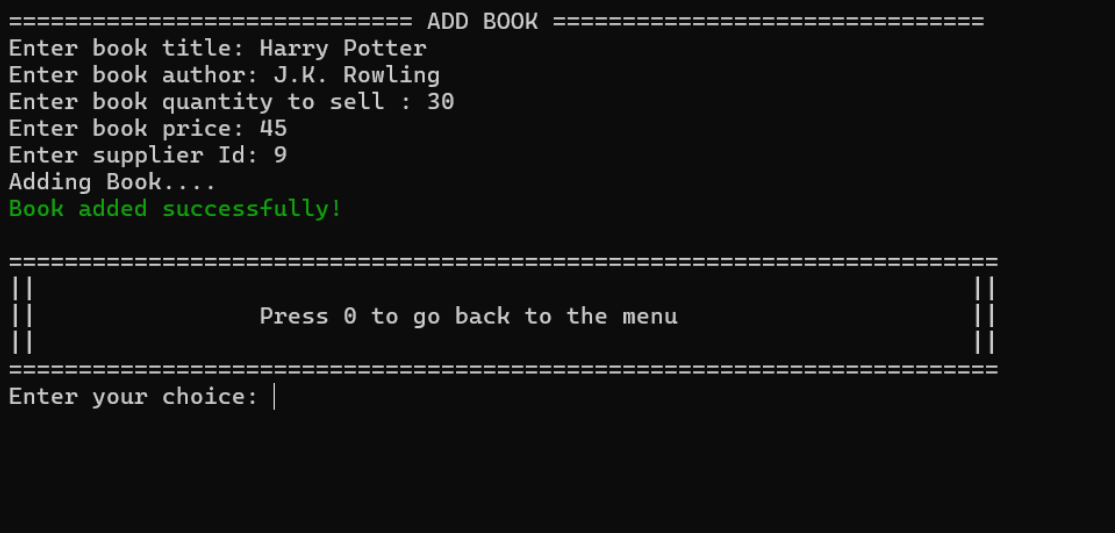 ============================= ADD BOOK ===============================
Enter book title: Harry Potter
Enter book author: J.K. Rowling
Enter book quantity to sell : 30
Enter book price: 45
Enter supplier Id: 9
Adding Book....
Book added successfully!
=======================================================================
||                                                                   ||
||                Press 0 to go back to the menu                     ||
||                                                                   ||
=======================================================================
Enter your choice: